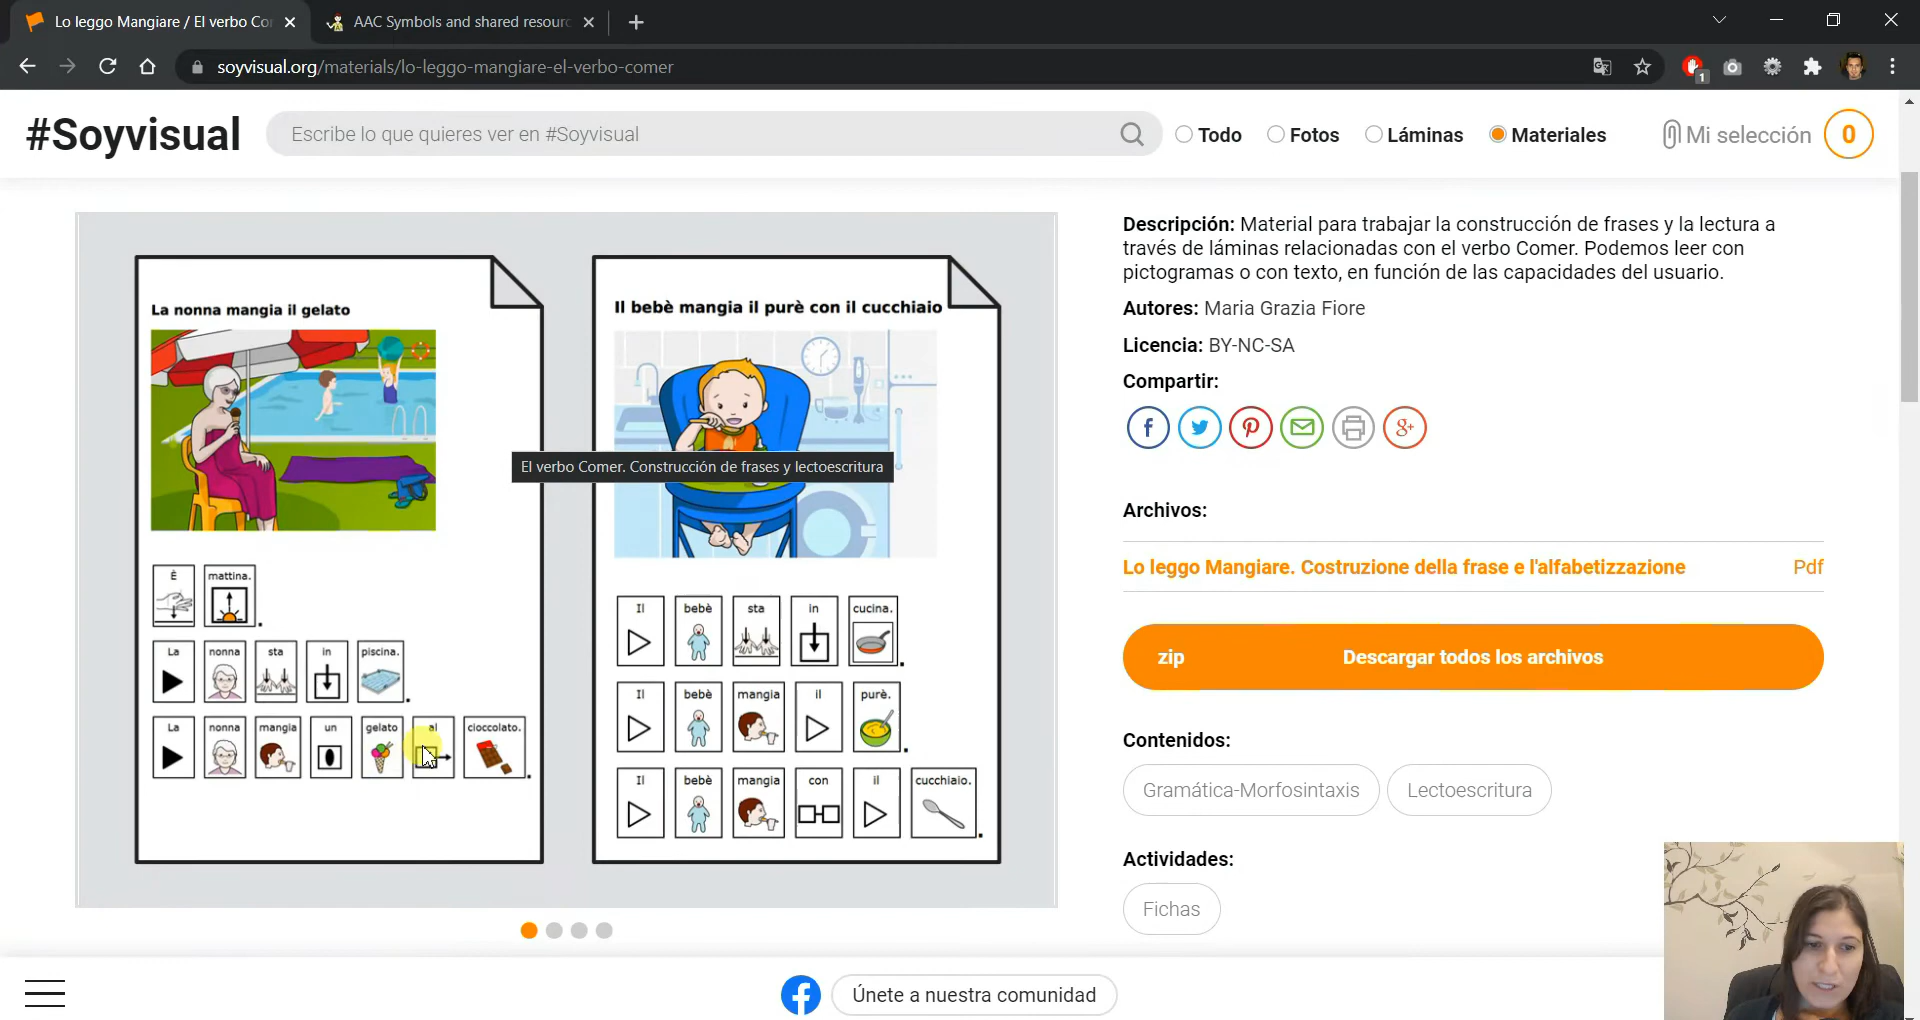 Lo leggo Mangiare / El verbo Co
AAC Symbols and shared resour
soyvisual.org/materials/lo-leggo-mangiare-el-verbo-comer
1
#Soyvisual
Escribe lo que quieres ver en #Soyvisual
Todo
Fotos
Láminas
Materiales
Mi selección
0
La nonna mangia il gelato
È mattina.
La nonna sta in piscina.
La nonna mangia un gelato al cioccolato.
Il bebè mangia il purè con il cucchiaio
El verbo Comer. Construcción de frases y lectoescritura
Il bebè sta in cucina.
Il bebè mangia il purè.
Il bebè mangia con il cucchiaio.
Descripción: Material para trabajar la construcción de frases y la lectura a
través de láminas relacionadas con el verbo Comer. Podemos leer con
pictogramas o con texto, en función de las capacidades del usuario.
Autores: Maria Grazia Fiore
Licencia: BY-NC-SA
Compartir:
Archivos:
Lo leggo Mangiare. Costruzione della frase e l'alfabetizzazione Pdf
zip Descargar todos los archivos
Contenidos:
Gramática-Morfosintaxis
Lectoescritura
Actividades:
Fichas
Únete a nuestra comunidad